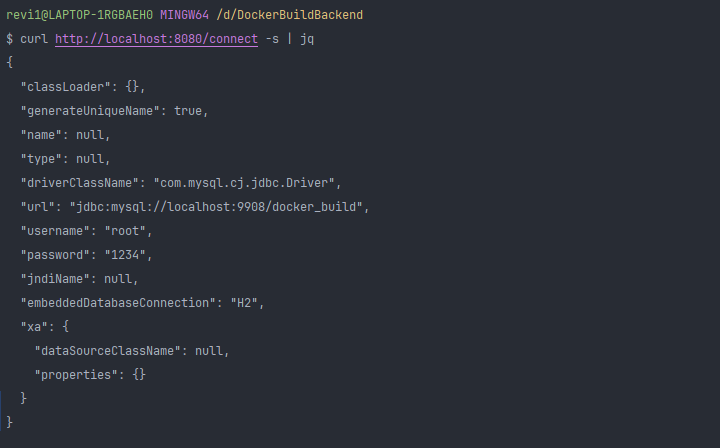 revi1@LAPTOP-1RGBAEH0 MINGW64 /d/DockerBuildBackend
$ curl http://localhost:8080/connect -s | jq
{
  "classLoader": {},
  "generateUniqueName": true,
  "name": null,
  "type": null,
  "driverClassName": "com.mysql.cj.jdbc.Driver",
  "url": "jdbc:mysql://localhost:9908/docker_build",
  "username": "root",
  "password": "1234",
  "jndiName": null,
  "embeddedDatabaseConnection": "H2",
  "xa": {
    "dataSourceClassName": null,
    "properties": {}
  }
}